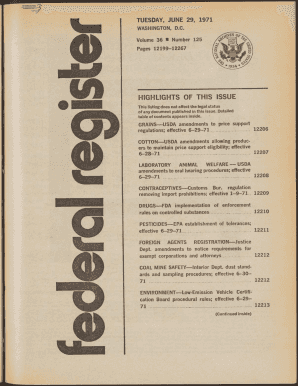 federal register
TUESDAY, JUNE 29, 1971
WASHINGTON, D.C.
Volume 36 ■ Number 125
Pages 12199-12267
HIGHLIGHTS OF THIS ISSUE
This listing does not affect the legal status
of any document published in this issue. Detailed
table of contents appears inside.
GRAINS—USDA amendments to price support
regulations; effective 6-29-71 12206
COTTON—USDA amendments allowing produc-
ers to maintain price support eligibility; effective
6-28-71 12207
LABORATORY ANIMAL WELFARE—USDA
amendments to oral hearing procedures; effective
6-29-71 12208
CONTRACEPTIVES—Customs Bur. regulation
removing import prohibitions; effective 1-9-71 12209
DRUGS—FDA implementation of enforcement
rules on controlled substances 12210
PESTICIDES—EPA establishment of tolerances;
effective 6-29-71 12211
FOREIGN AGENTS REGISTRATION—Justice
Dept. amendments to notice requirements for
exempt corporations and attorneys 12212
COAL MINE SAFETY—Interior Dept. dust stand-
ards and sampling procedures; effective 6-30-
71 12212
ENVIRONMENT—Low-Emission Vehicle Certifi-
cation Board procedural rules; effective 6-29-
71 12213
(Continued inside)